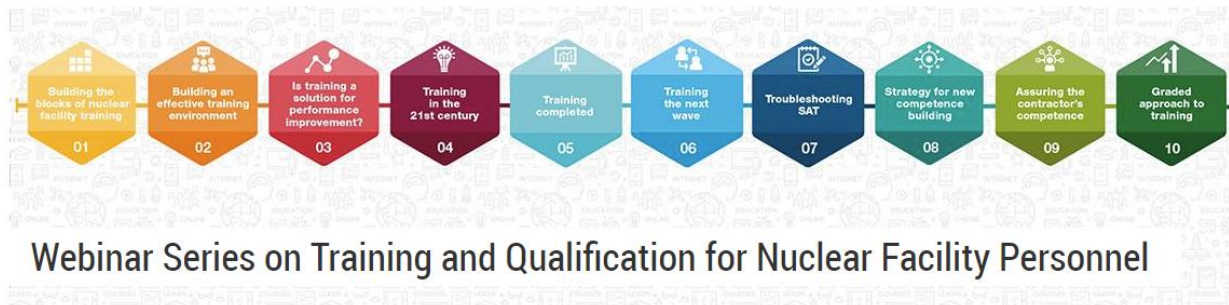 Building the
blocks of nuclear
facility training
01
Building an
effective training
environment
02
Is training a
solution for
performance
improvement?
03
Training
in the
21st century
04
Training
completed
05
Training
the next
wave
06
Troubleshooting
SAT
07
Strategy for new
competence
building
08
Assuring the
contractor's
competence
09
Graded
approach to
training
10
Webinar Series on Training and Qualification for Nuclear Facility Personnel